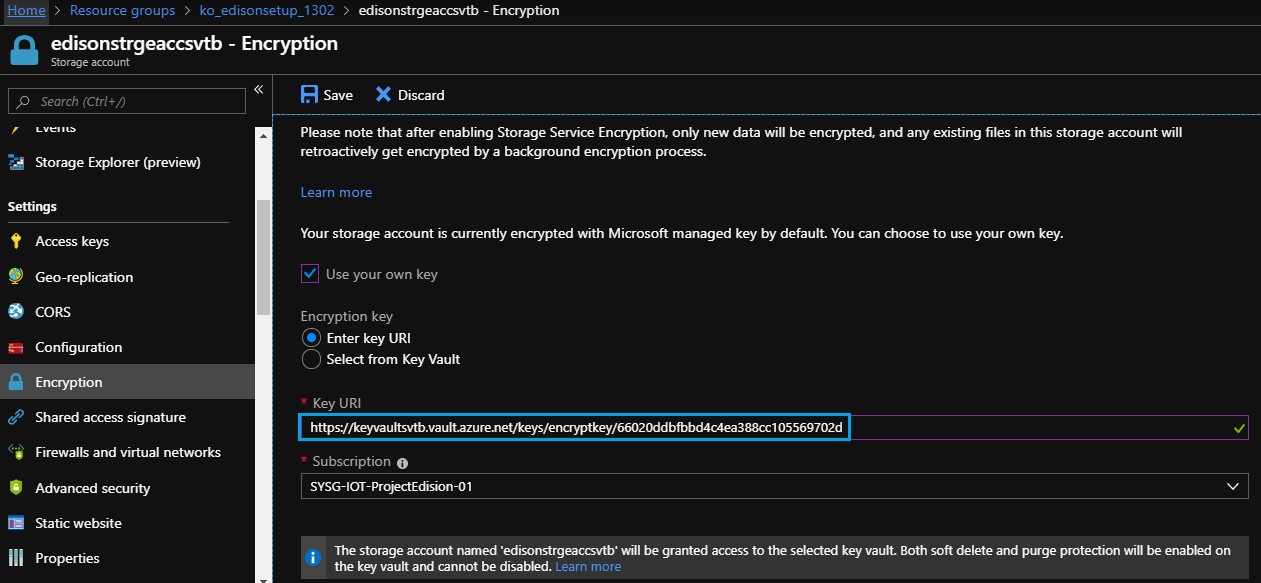 Home > Resource groups > ko_edisonsetup_1302 > edisonstrgeaccsvtb - Encryption
edisonstrgeaccsvtb - Encryption
Storage account
Search (Ctrl+/)
«
Events
Storage Explorer (preview)
Settings
Access keys
Geo-replication
CORS
Configuration
Encryption
Shared access signature
Firewalls and virtual networks
Advanced security
Static website
Properties
Save Discard
Please note that after enabling Storage Service Encryption, only new data will be encrypted, and any existing files in this storage account will
retroactively get encrypted by a background encryption process.
Learn more
Your storage account is currently encrypted with Microsoft managed key by default. You can choose to use your own key.
Use your own key
Encryption key
Enter key URI
Select from Key Vault
* Key URI
https://keyvaultsvtb.vault.azure.net/keys/encryptkey/66020ddbfbbd4c4ea388cc105569702d
* Subscription
SYSG-IOT-ProjectEdision-01
The storage account named 'edisonstrgeaccsvtb' will be granted access to the selected key vault. Both soft delete and purge protection will be enabled on
the key vault and cannot be disabled. Learn more